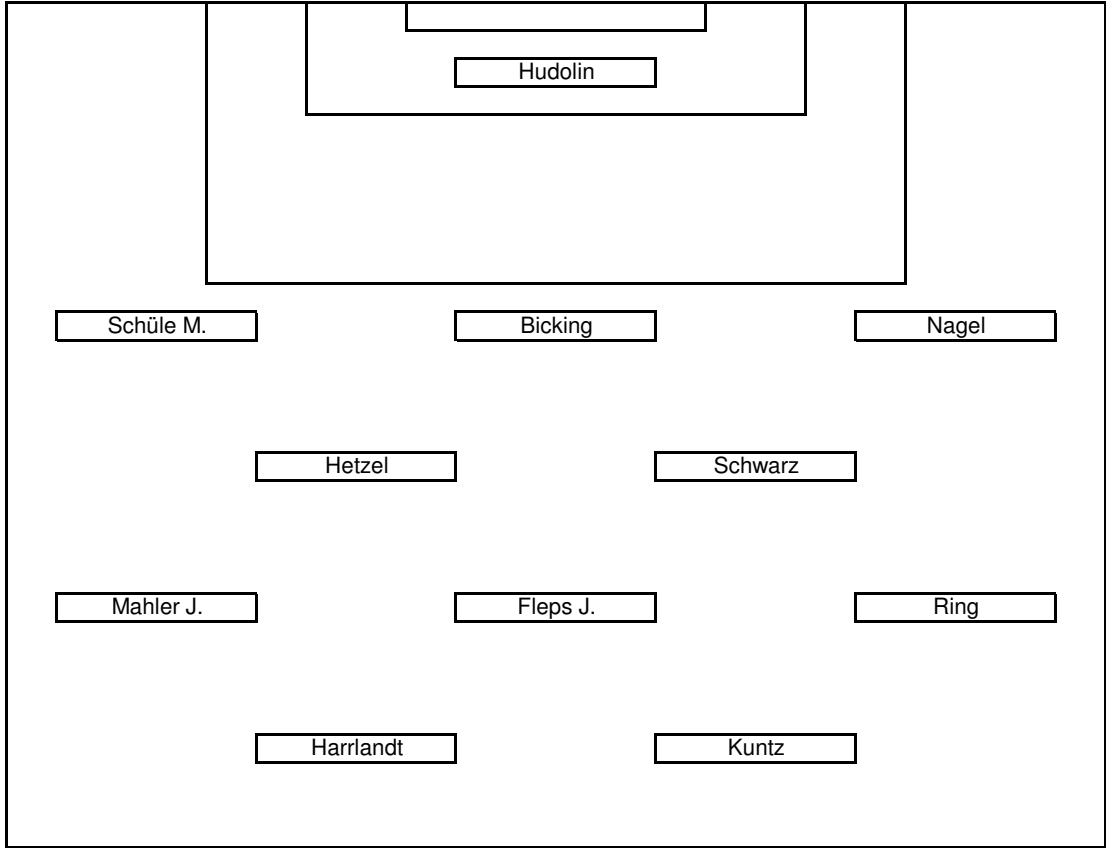 Hudolin
Schüle M.
Bicking
Nagel
Hetzel
Schwarz
Mahler J.
Fleps J.
Ring
Harrlandt
Kuntz